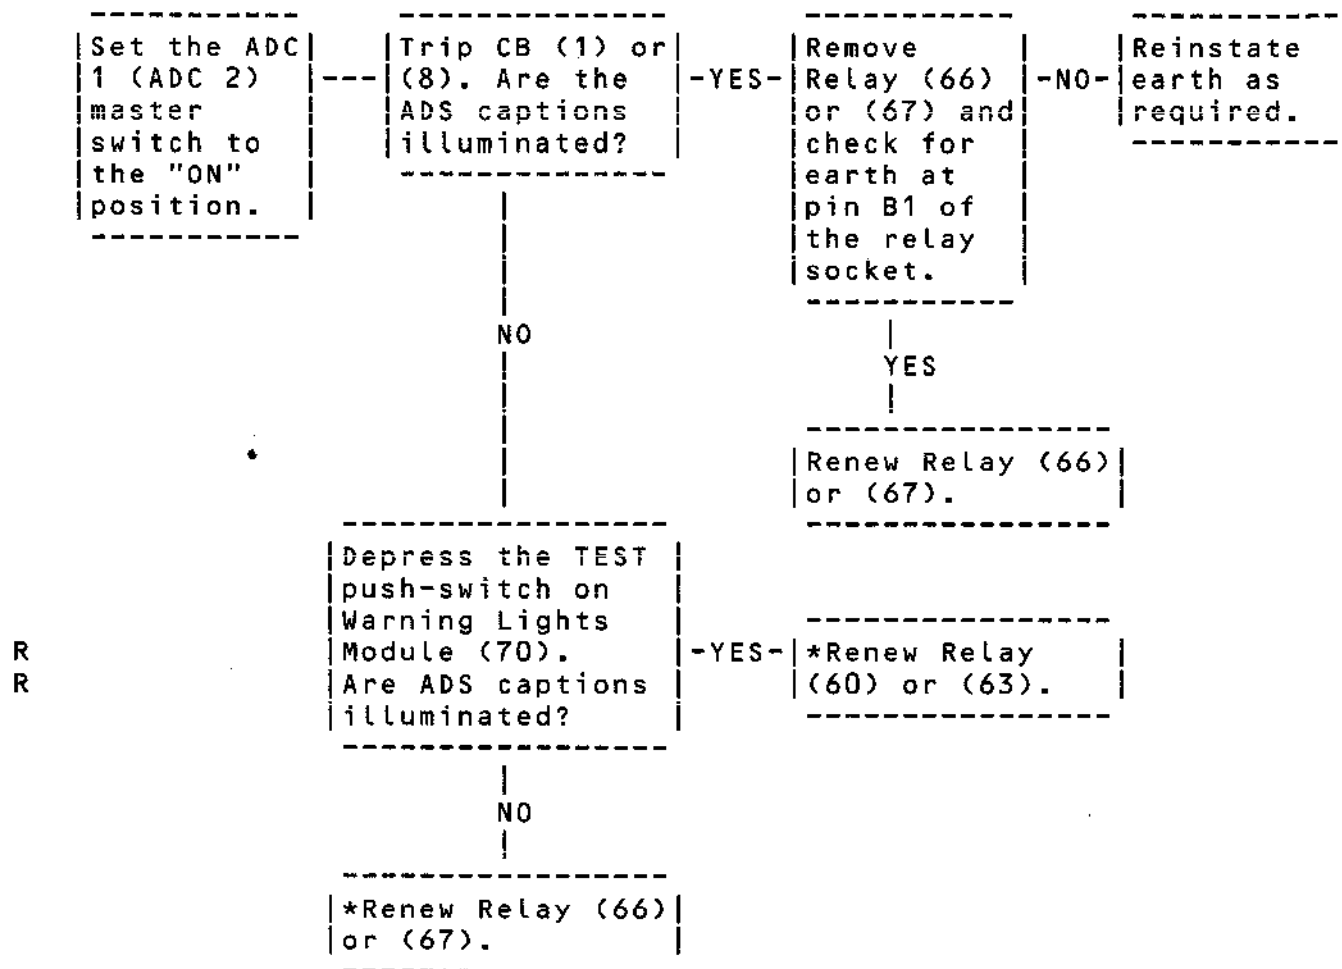 Set the ADC
1 (ADC 2)
master
switch to
the "ON"
position.
Trip CB (1) or
(8). Are the
ADS captions
illuminated?
-YES-
Remove
Relay (66)
or (67) and
check for
earth at
pin B1 of
the relay
socket.
-NO-
Reinstate
earth as
required.
NO
YES
Renew Relay (66)
or (67).
Depress the TEST
push-switch on
Warning Lights
Module (70).
Are ADS captions
illuminated?
R
R
-YES-
*Renew Relay
(60) or (63).
NO
*Renew Relay (66)
or (67).